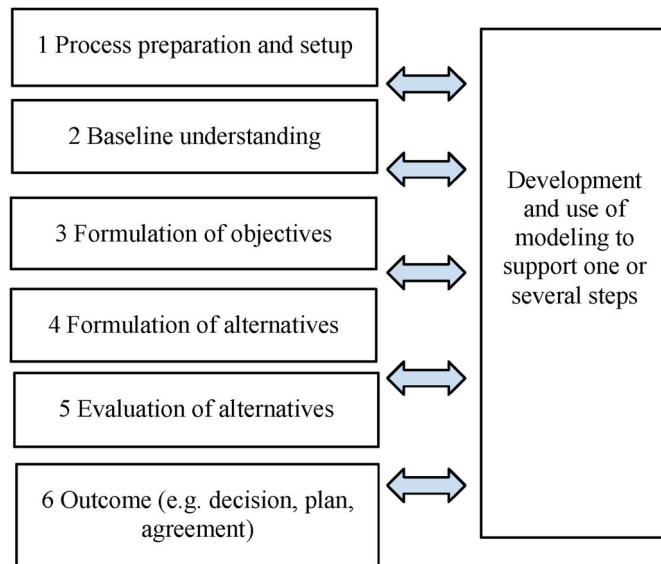 1 Process preparation and setup
2 Baseline understanding
3 Formulation of objectives
4 Formulation of alternatives
5 Evaluation of alternatives
6 Outcome (e.g. decision, plan,
agreement)
Development
and use of
modeling to
support one or
several steps